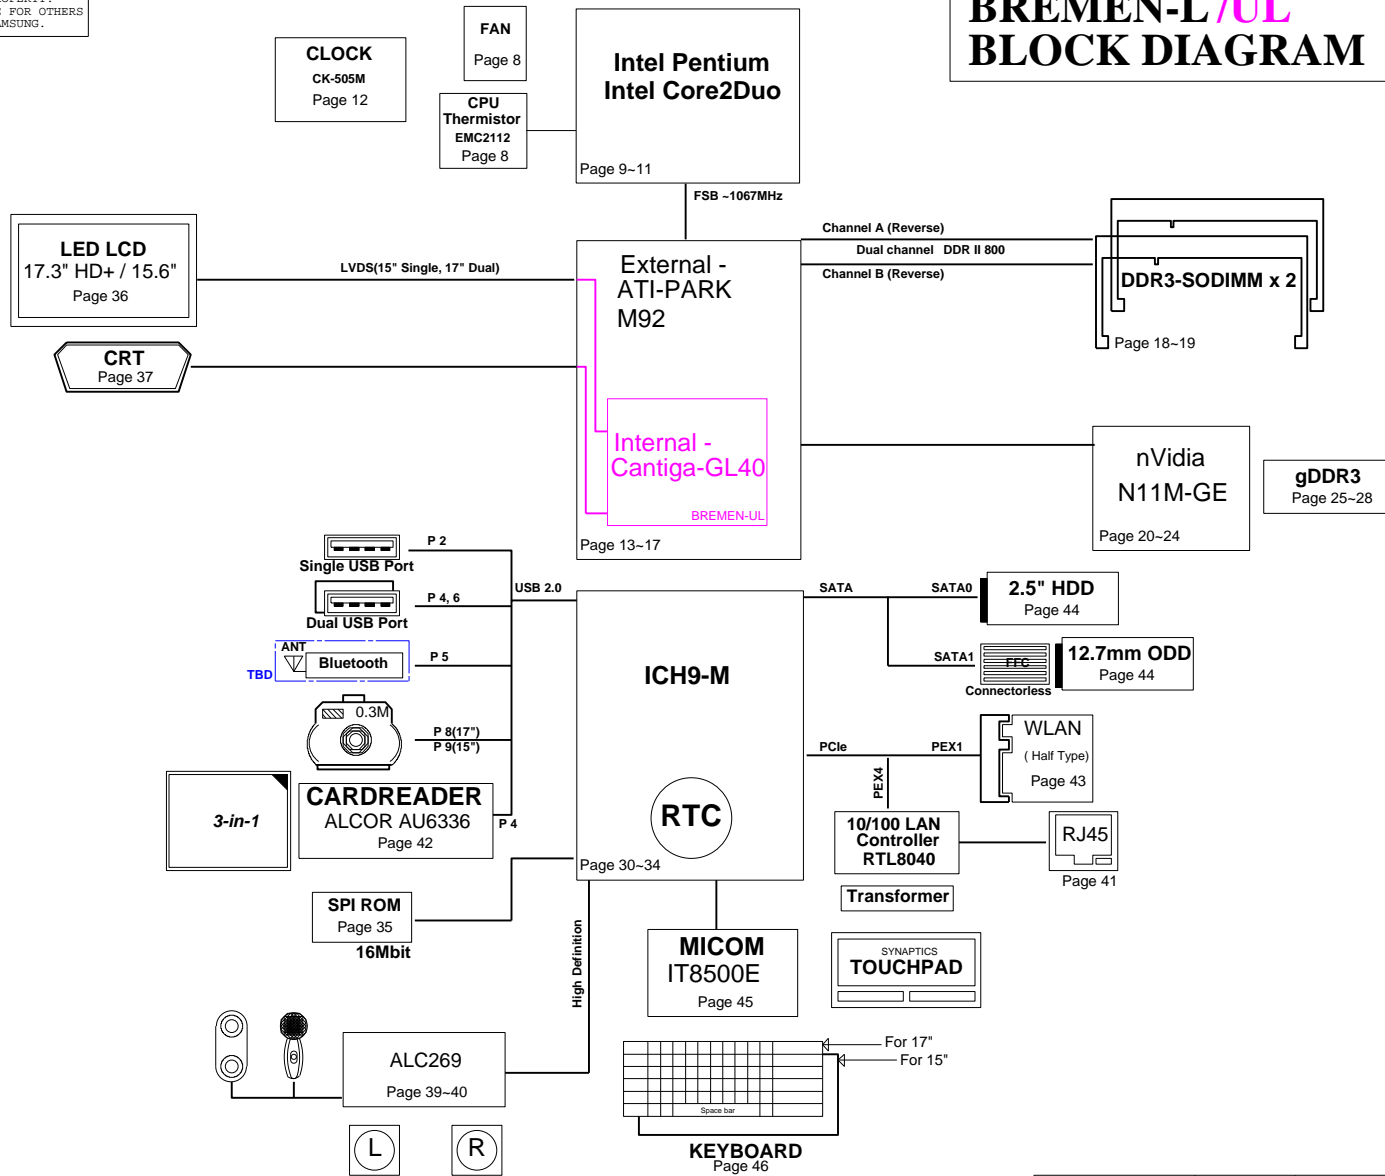 FOR OTHERS
BREMEN-L /UL
BLOCK DIAGRAM
FAN
Page 8
CLOCK
CK-505M
Page 12
CPU
Thermistor
EMC2112
Page 8
Intel Pentium
Intel Core2Duo
Page 9~11
FSB ~1067MHz
LED LCD
17.3" HD+ / 15.6"
Page 36
LVDS(15" Single, 17" Dual)
CRT
Page 37
External -
ATI-PARK
M92
Internal -
Cantiga-GL40
BREMEN-UL
Page 13~17
Channel A (Reverse)
Dual channel DDR II 800
Channel B (Reverse)
DDR3-SODIMM x 2
Page 18~19
nVidia
N11M-GE
Page 20~24
gDDR3
Page 25~28
P 2
Single USB Port
USB 2.0
P 4, 6
Dual USB Port
ANT
Bluetooth
TBD
P 5
0.3M
P 8(17")
P 9(15")
3-in-1
CARDREADER
ALCOR AU6336
Page 42
P 4
SPI ROM
Page 35
16Mbit
ICH9-M
RTC
Page 30~34
SATA
SATA0
2.5" HDD
Page 44
SATA1
FFC
Connectorless
12.7mm ODD
Page 44
PCIe
PEX1
WLAN
( Half Type)
Page 43
PEX4
10/100 LAN
Controller
RTL8040
RJ45
Page 41
Transformer
High Definition
MICOM
IT8500E
Page 45
SYNAPTICS
TOUCHPAD
ALC269
Page 39~40
L
R
For 17"
For 15"
Space bar
KEYBOARD
Page 46